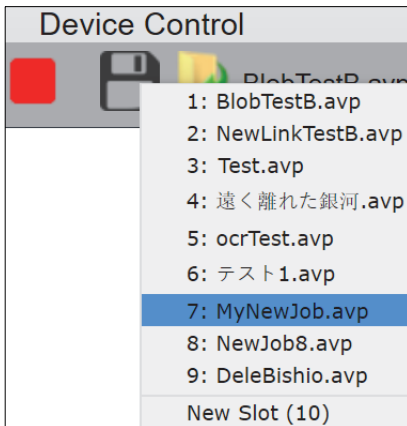 Device Control
BlobTestB.avp
1: BlobTestB.avp
2: NewLinkTestB.avp
3: Test.avp
4: 遠く離れた銀河.avp
5: ocrTest.avp
6: テスト1.avp
7: MyNewJob.avp
8: NewJob8.avp
9: DeleBishio.avp
New Slot (10)